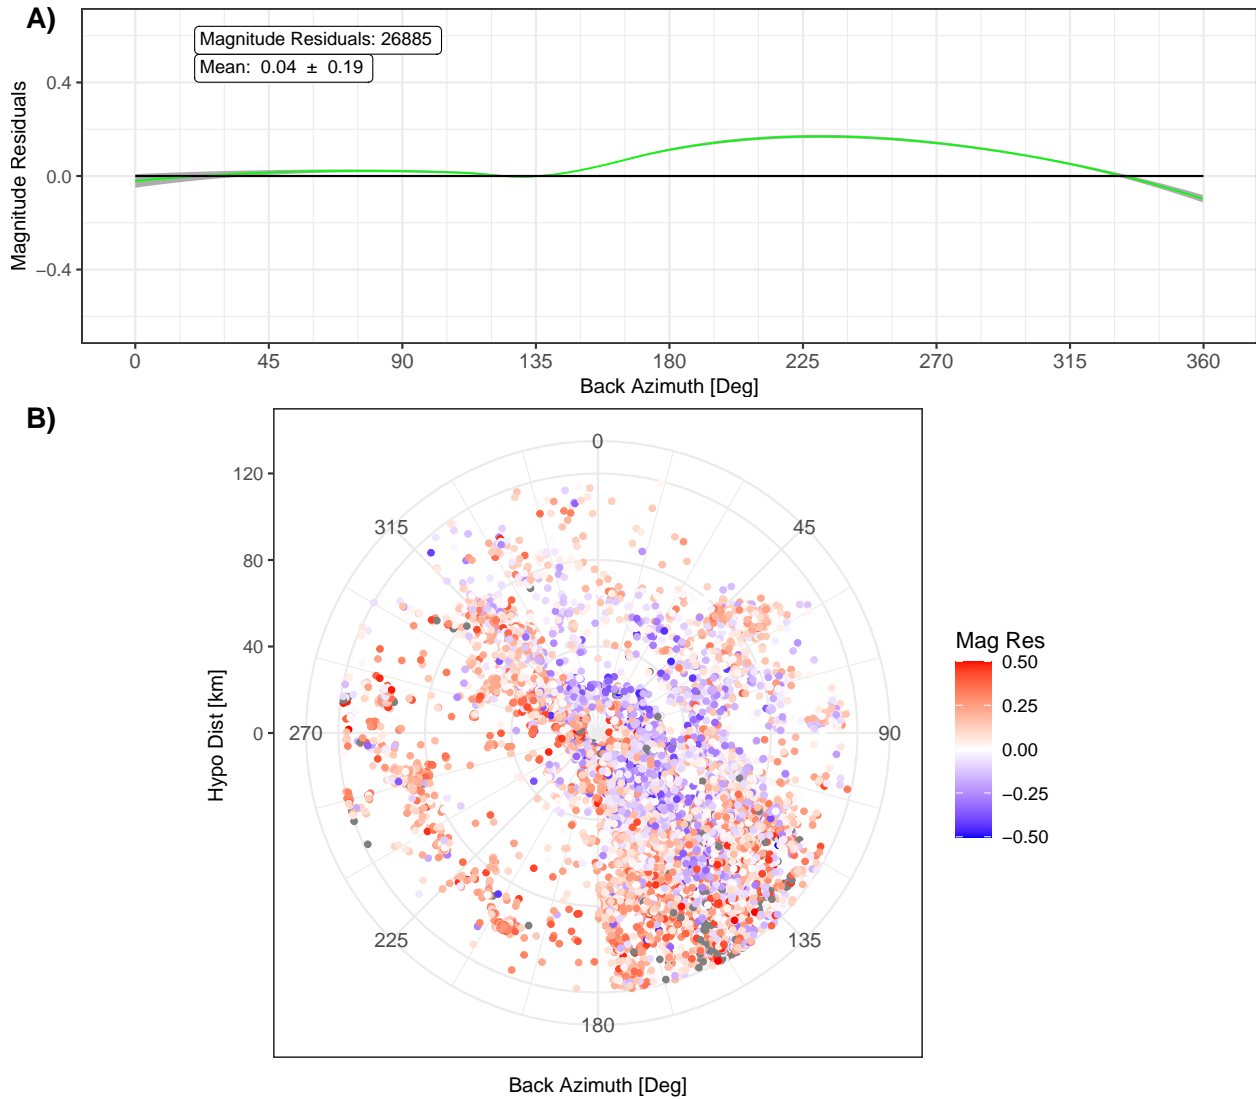 A)
Magnitude Residuals: 26885
Mean:  0.04  ±  0.19
Magnitude Residuals
0.4
0.0
−0.4
0 45 90 135 180 225 270 315 360
Back Azimuth [Deg]
B)
Hypo Dist [km]
120
80
40
0
0
45
90
135
180
225
270
315
Back Azimuth [Deg]
Mag Res
0.50
0.25
0.00
−0.25
−0.50